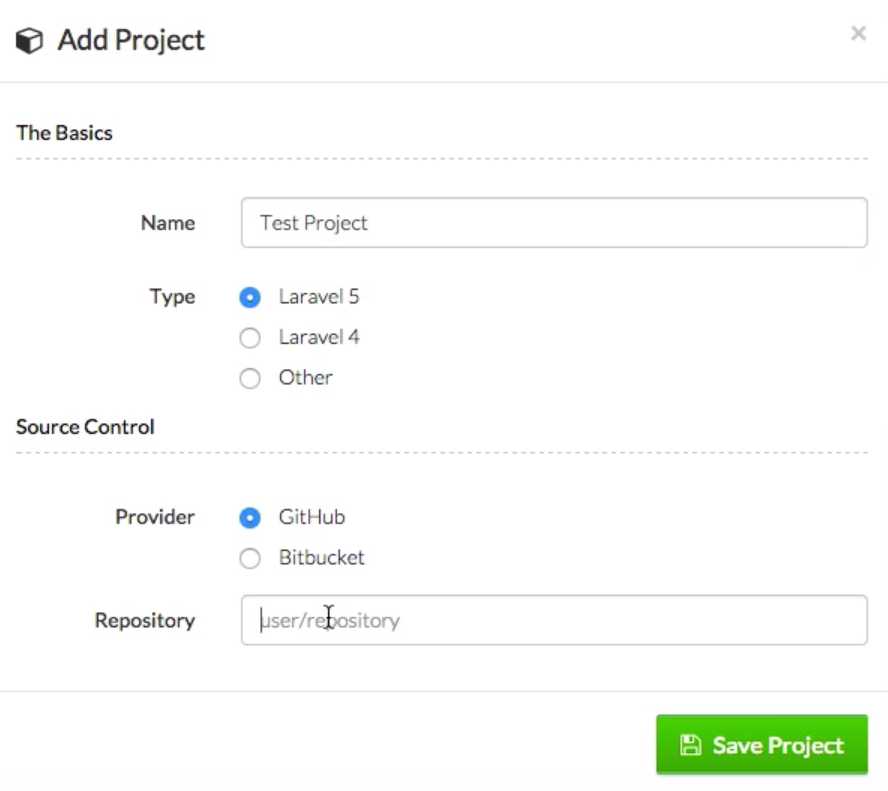 Add Project
×
The Basics
Name Test Project
Type Laravel 5
Laravel 4
Other
Source Control
Provider GitHub
Bitbucket
Repository user/repository
Save Project